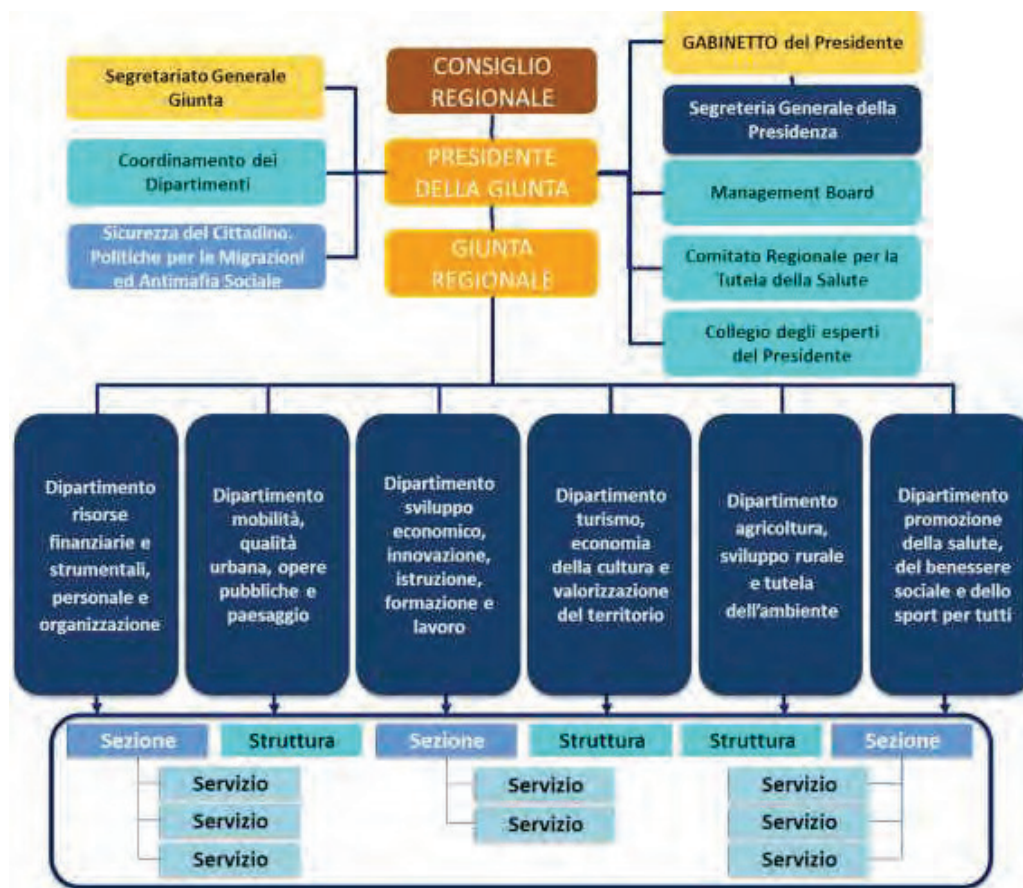 Segretariato Generale
Giunta
Coordinamento dei
Dipartimenti
Sicurezza del Cittadino.
Politiche per le Migrazioni
ed Antimafia Sociale
CONSIGLIO
REGIONALE
PRESIDENTE
DELLA GIUNTA
GIUNTA
REGIONALE
GABINETTO del Presidente
Segreteria Generale della
Presidenza
Management Board
Comitato Regionale per la
Tutela della Salute
Collegio degli esperti
del Presidente
Dipartimento
risorse
finanziarie e
strumentali,
personale e
organizzazione
Dipartimento
mobilità,
qualità
urbana, opere
pubbliche e
paesaggio
Dipartimento
sviluppo
economico,
innovazione,
istruzione,
formazione e
lavoro
Dipartimento
turismo,
economia
della cultura e
valorizzazione
del territorio
Dipartimento
agricoltura,
sviluppo rurale
e tutela
dell'ambiente
Dipartimento
promozione
della salute,
del benessere
sociale e dello
sport per tutti
Sezione
Servizio
Servizio
Servizio
Struttura
Sezione
Servizio
Servizio
Struttura
Struttura
Sezione
Servizio
Servizio
Servizio